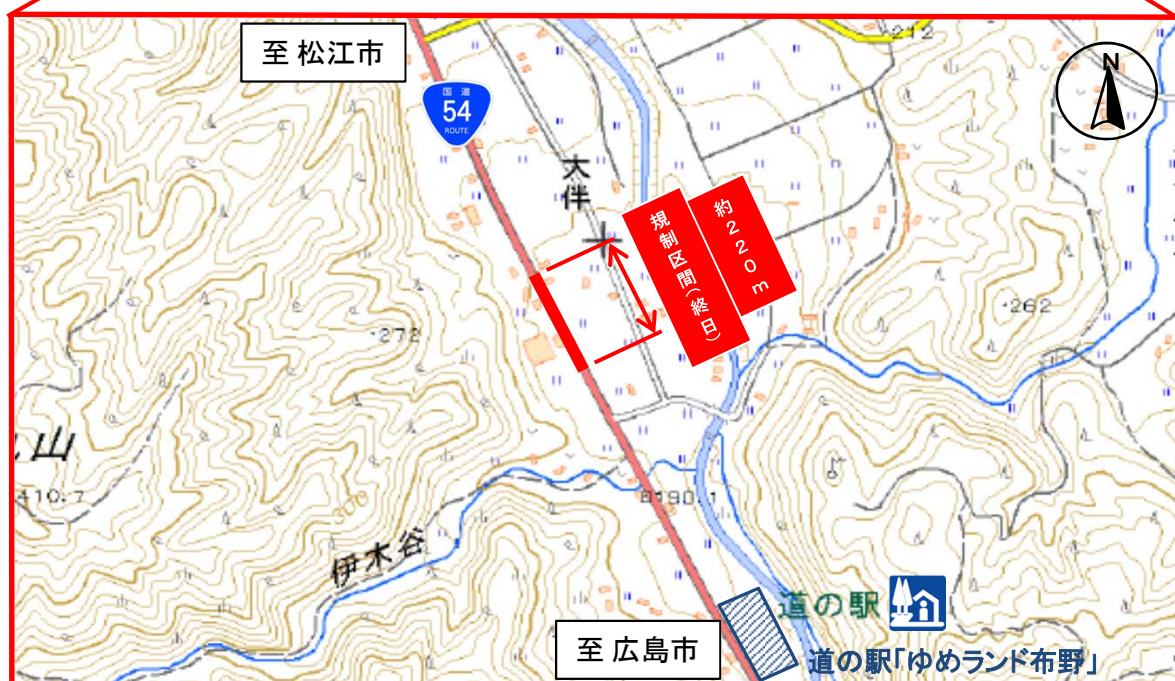 至 松江市
212
N
国道
54
ROUTE
大伴
規制区間(終日)
約220m
・262
・272
山
410.7
300
190.1
伊木谷
道の駅
至 広島市
道の駅「ゆめランド布野」